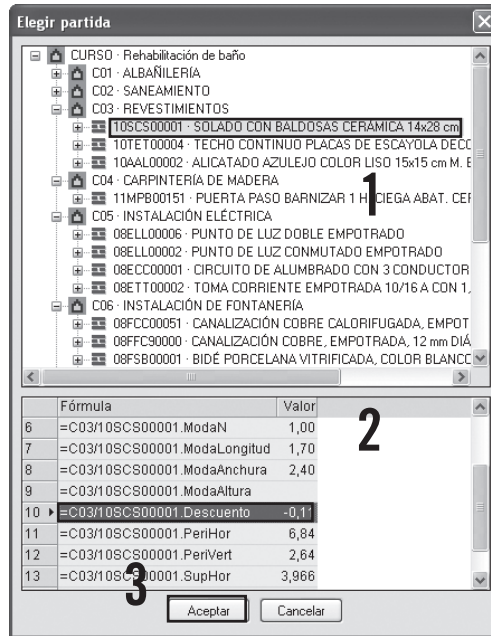 Elegir partida
CURSO · Rehabilitación de baño
C01 · ALBAÑILERÍA
C02 · SANEAMIENTO
C03 · REVESTIMIENTOS
10SCS00001 · SOLADO CON BALDOSAS CERÁMICA 14x28 cm
10TET00004 · TECHO CONTINUO PLACAS DE ESCAYOLA DECO
10AAL00002 · ALICATADO AZULEJO COLOR LISO 15x15 cm M. B
C04 · CARPINTERÍA DE MADERA
11MPB00151 · PUERTA PASO BARNIZAR 1 H CIEGA ABAT. CER
C05 · INSTALACIÓN ELÉCTRICA
08ELL00006 · PUNTO DE LUZ DOBLE EMPOTRADO
08ELL00002 · PUNTO DE LUZ CONMUTADO EMPOTRADO
08ECC00001 · CIRCUITO DE ALUMBRADO CON 3 CONDUCTOR
08ETT00002 · TOMA CORRIENTE EMPOTRADA 10/16 A CON 1,
C06 · INSTALACIÓN DE FONTANERÍA
08FCC00051 · CANALIZACIÓN COBRE CALORIFUGADA, EMPOT
08FFC90000 · CANALIZACIÓN COBRE, EMPOTRADA, 12 mm DIÁ
08FSB00001 · BIDÉ PORCELANA VITRIFICADA, COLOR BLANCO
1
Fórmula Valor
6 =C03/10SCS00001.ModaN 1,00
7 =C03/10SCS00001.ModaLongitud 1,70
8 =C03/10SCS00001.ModaAnchura 2,40
9 =C03/10SCS00001.ModaAltura
10 =C03/10SCS00001.Descuento -0,11
11 =C03/10SCS00001.PeriHor 6,84
12 =C03/10SCS00001.PeriVert 2,64
13 =C03/10SCS00001.SupHor 3,966
2
3
Aceptar Cancelar